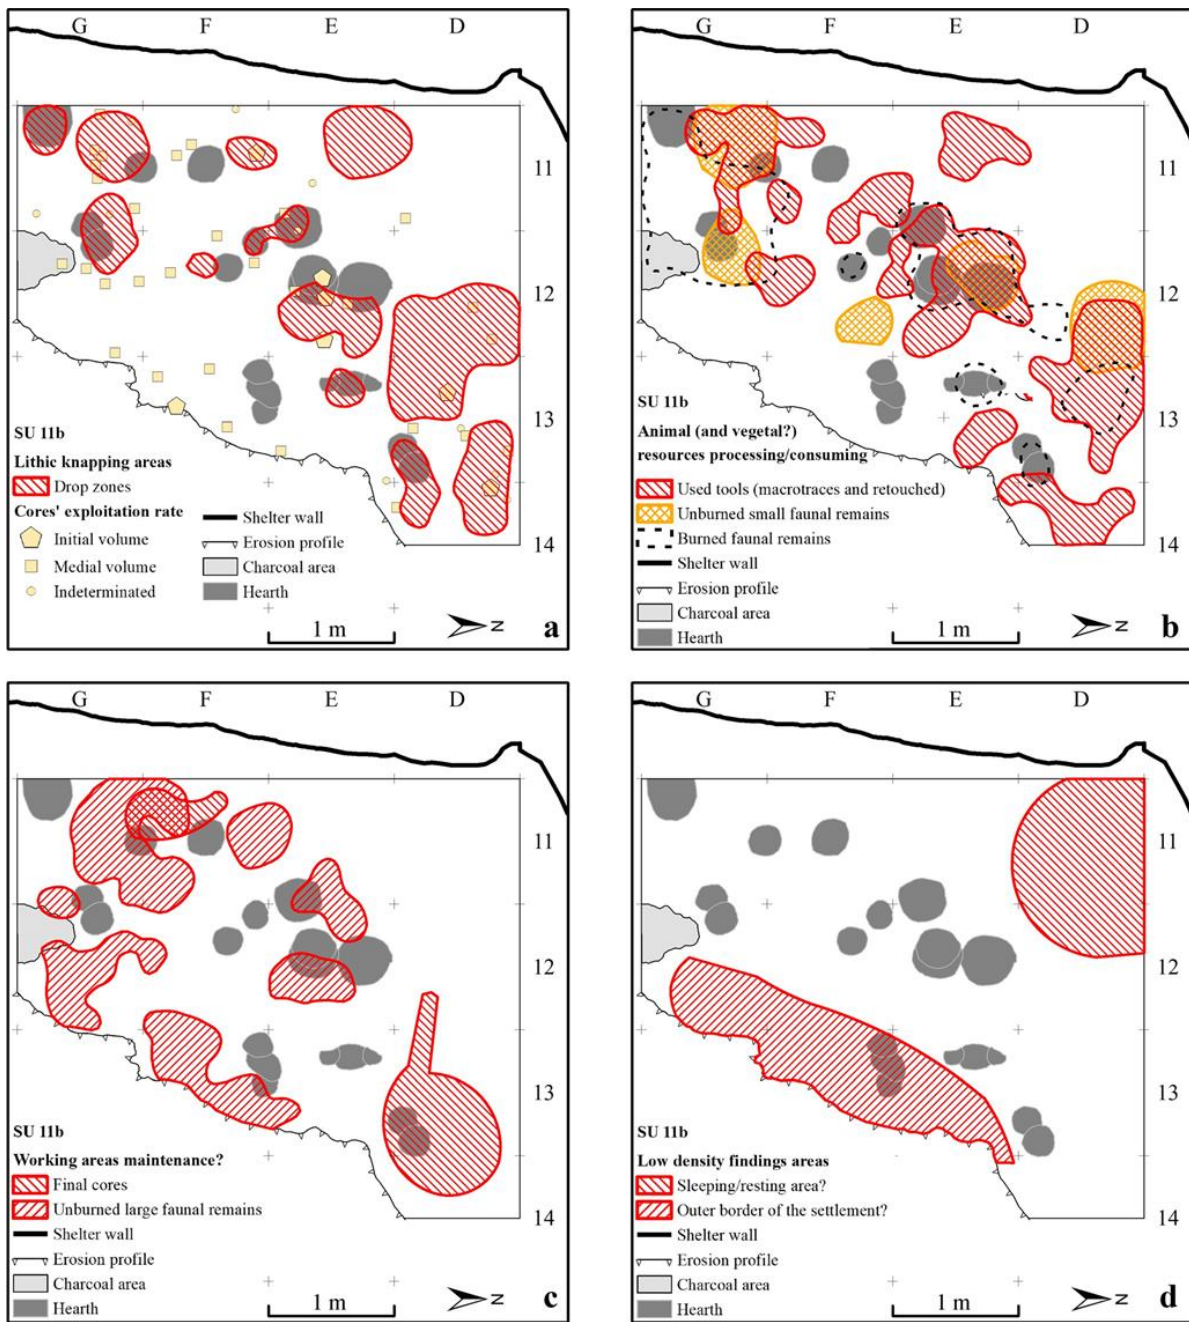 G F E D
11
12
13
14
SU 11b
Lithic knapping areas
Drop zones
Cores' exploitation rate
Initial volume
Medial volume
Indeterminated
Shelter wall
Erosion profile
Charcoal area
Hearth
1 m
N
a
G F E D
11
12
13
14
SU 11b
Animal (and vegetal?)
resources processing/consuming
Used tools (macrotraces and retouched)
Unburned small faunal remains
Burned faunal remains
Shelter wall
Erosion profile
Charcoal area
Hearth
1 m
N
b
G F E D
11
12
13
14
SU 11b
Working areas maintenance?
Final cores
Unburned large faunal remains
Shelter wall
Erosion profile
Charcoal area
Hearth
1 m
N
c
G F E D
11
12
13
14
SU 11b
Low density findings areas
Sleeping/resting area?
Outer border of the settlement?
Shelter wall
Erosion profile
Charcoal area
Hearth
1 m
N
d